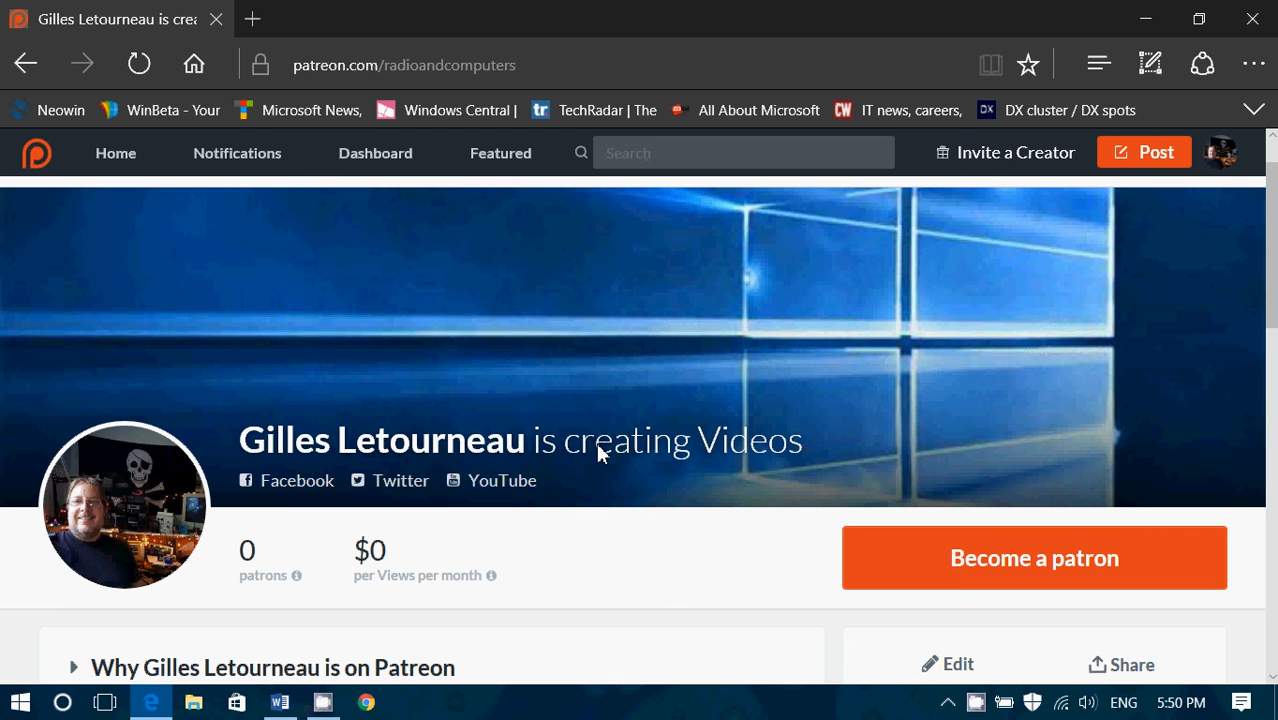 Gilles Letourneau is crea
patreon.com/radioandcomputers
Neowin WinBeta - Your Microsoft News, Windows Central | TechRadar | The All About Microsoft IT news, careers, DX cluster / DX spots
Home Notifications Dashboard Featured Search Invite a Creator Post
Gilles Letourneau is creating Videos
Facebook Twitter YouTube
0 $0
patrons per Views per month
Become a patron
Why Gilles Letourneau is on Patreon
Edit Share
ENG 5:50 PM